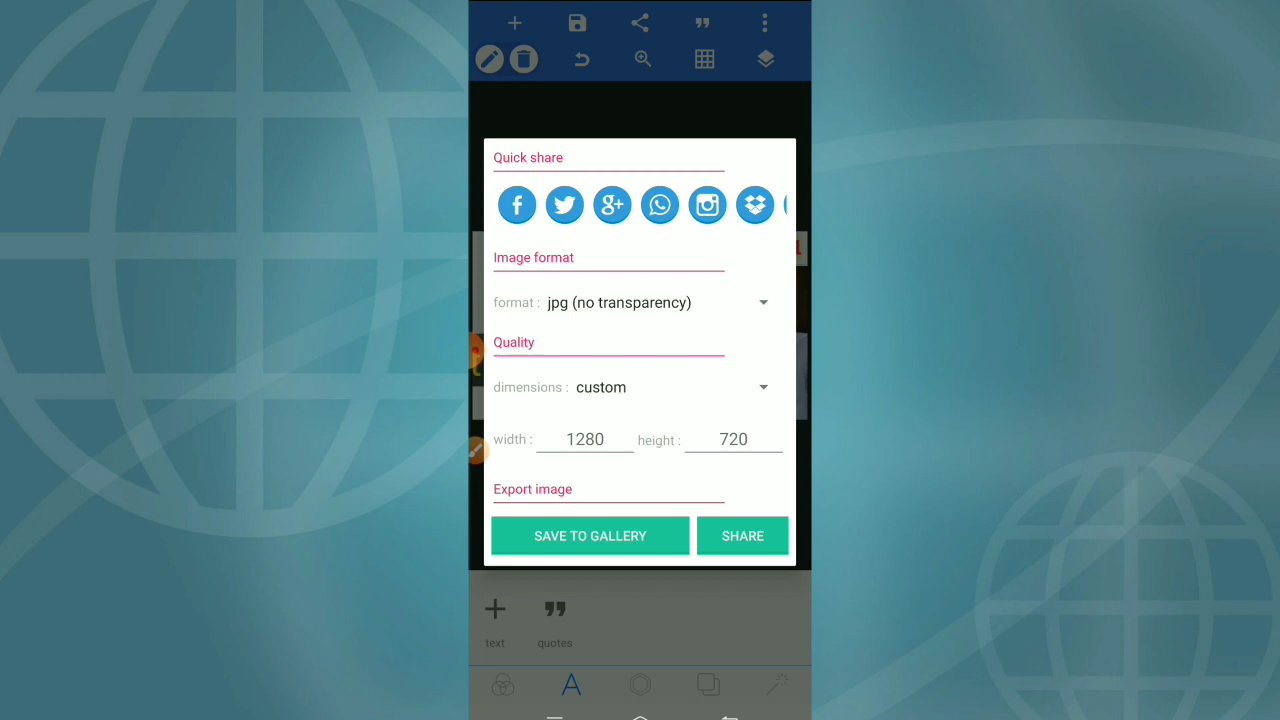 Quick share
Image format
format : jpg (no transparency)
Quality
dimensions : custom
width : 1280 height : 720
Export image
SAVE TO GALLERY SHARE
text quotes